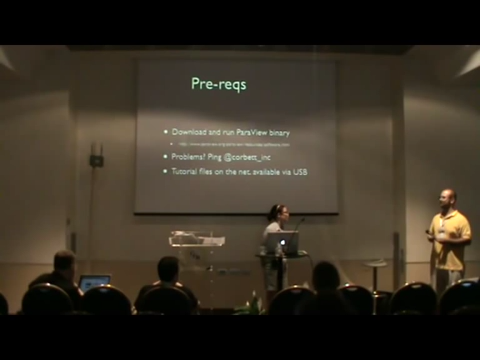 Pre-reqs
• Download and run ParaView binary
• Problems? Ping @corbett_inc
• Tutorial files on the net, available via USB